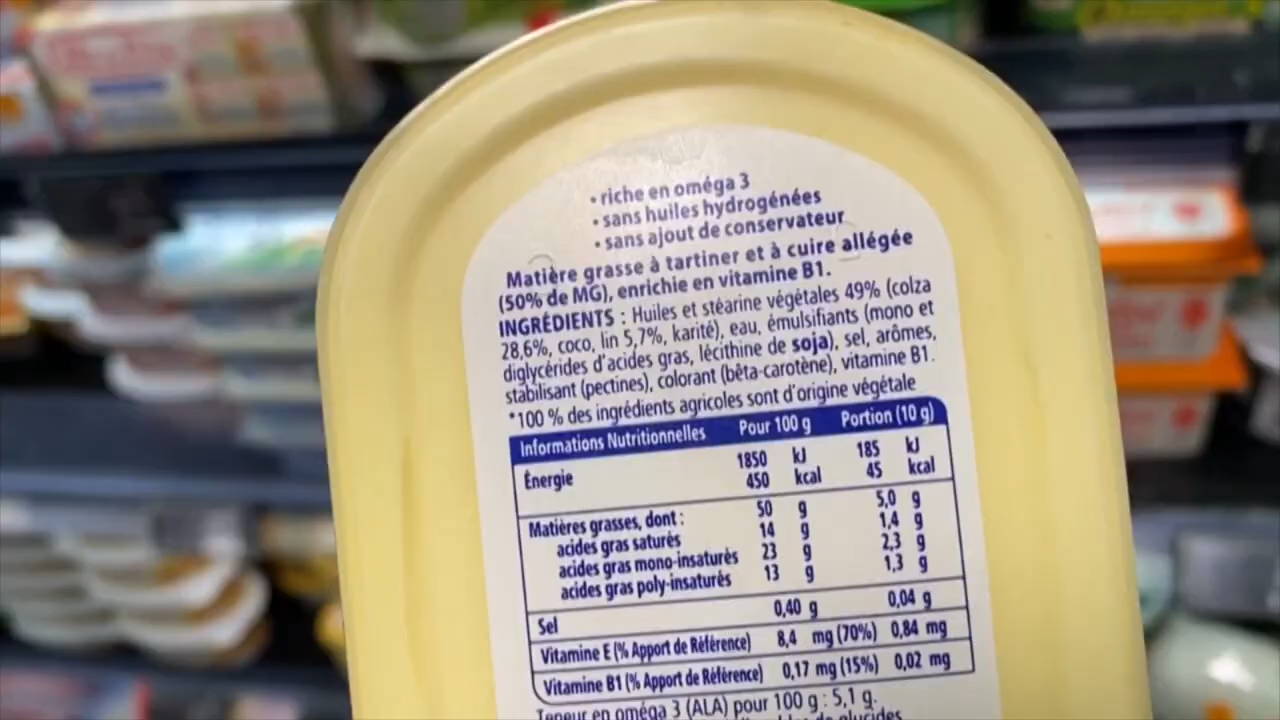 • riche en oméga 3
• sans huiles hydrogénées
• sans ajout de conservateur
Matière grasse à tartiner et à cuire allégée
(50% de MG), enrichie en vitamine B1.
INGRÉDIENTS : Huiles et stéarine végétales 49% (colza
28,6%, coco, lin 5,7%, karité), eau, émulsifiants (mono et
diglycérides d'acides gras, lécithine de soja), sel, arômes,
stabilisant (pectines), colorant (bêta-carotène), vitamine B1.
*100 % des ingrédients agricoles sont d'origine végétale
Informations Nutritionnelles Pour 100 g Portion (10 g)
Énergie 1850 kJ 185 kJ
450 kcal 45 kcal
Matières grasses, dont : 50 g 5,0 g
acides gras saturés 14 g 1,4 g
acides gras mono-insaturés 23 g 2,3 g
acides gras poly-insaturés 13 g 1,3 g
Sel 0,40 g 0,04 g
Vitamine E (% Apport de Référence) 8,4 mg (70%) 0,84 mg
Vitamine B1 (% Apport de Référence) 0,17 mg (15%) 0,02 mg
Teneur en oméga 3 (ALA) pour 100 g : 5,1 g.
de glucides